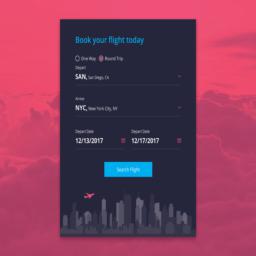 Book your flight today
One Way Round Trip
Depart
SAN, San Diego, CA
Arrive
NYC, New York City, NY
Depart Date Depart Date
12/13/2017 12/17/2017
Search Flight